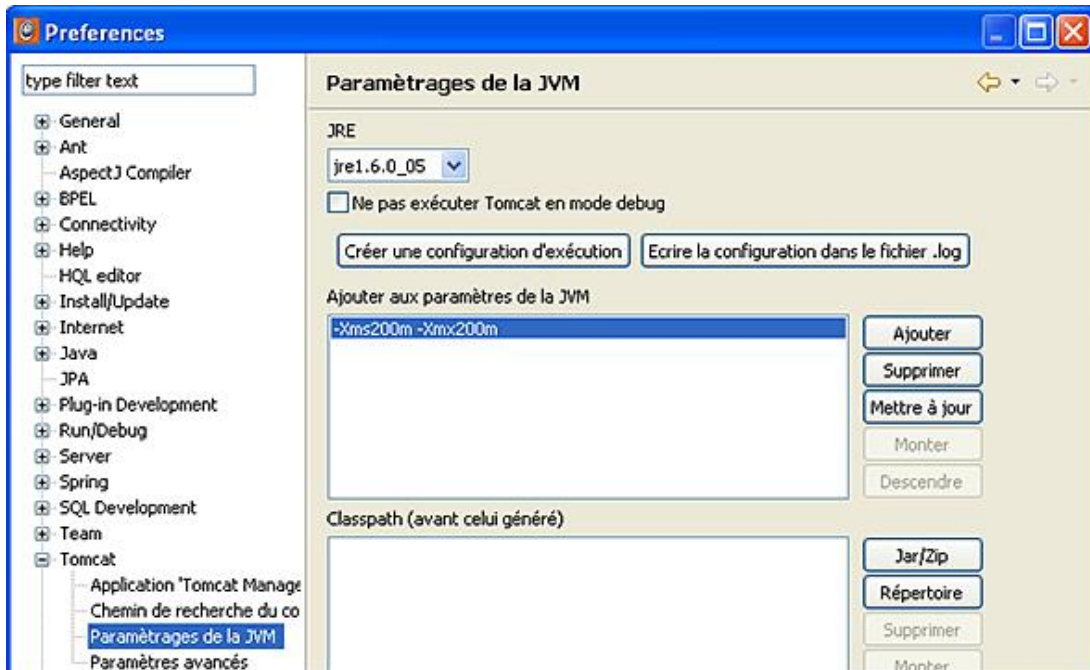 Preferences
type filter text
General
Ant
AspectJ Compiler
BPEL
Connectivity
Help
HQL editor
Install/Update
Internet
Java
JPA
Plug-in Development
Run/Debug
Server
Spring
SQL Development
Team
Tomcat
Application 'Tomcat Manage
Chemin de recherche du co
Paramètrages de la JVM
Paramètres avancés
Paramètrages de la JVM
JRE
jre1.6.0_05
Ne pas exécuter Tomcat en mode debug
Créer une configuration d'exécution
Ecrire la configuration dans le fichier .log
Ajouter aux paramètres de la JVM
-Xms200m -Xmx200m
Ajouter
Supprimer
Mettre à jour
Monter
Descendre
Classpath (avant celui généré)
Jar/Zip
Répertoire
Supprimer
Monter